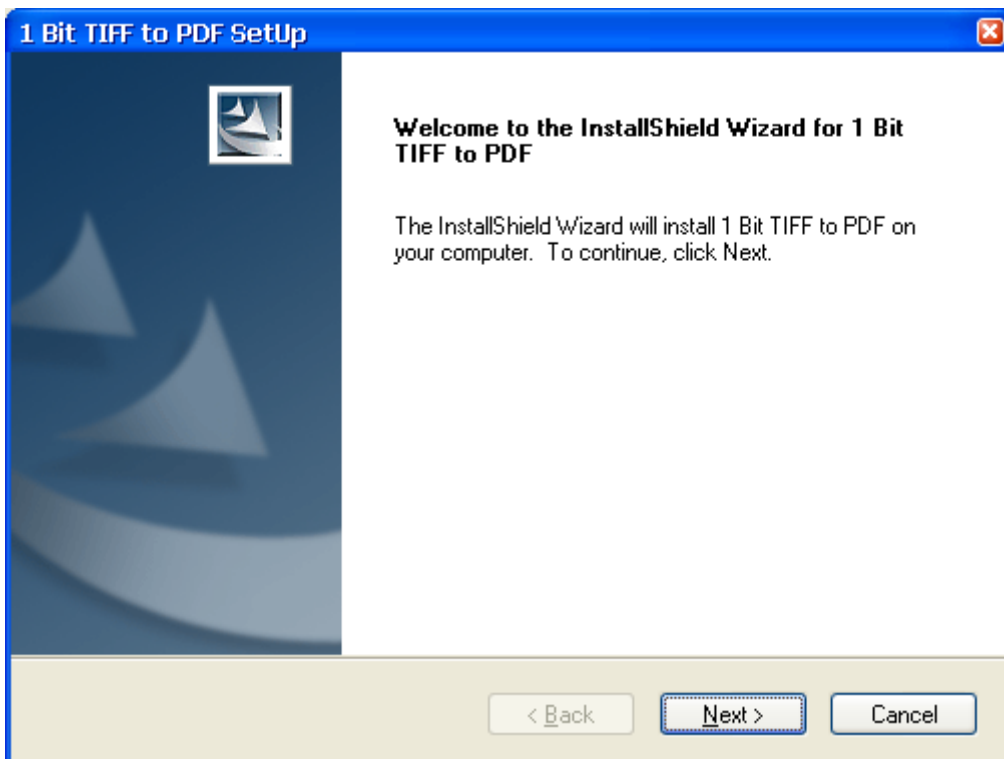 1 Bit TIFF to PDF SetUp
Welcome to the InstallShield Wizard for 1 Bit
TIFF to PDF
The InstallShield Wizard will install 1 Bit TIFF to PDF on
your computer.  To continue, click Next.
< Back
Next >
Cancel